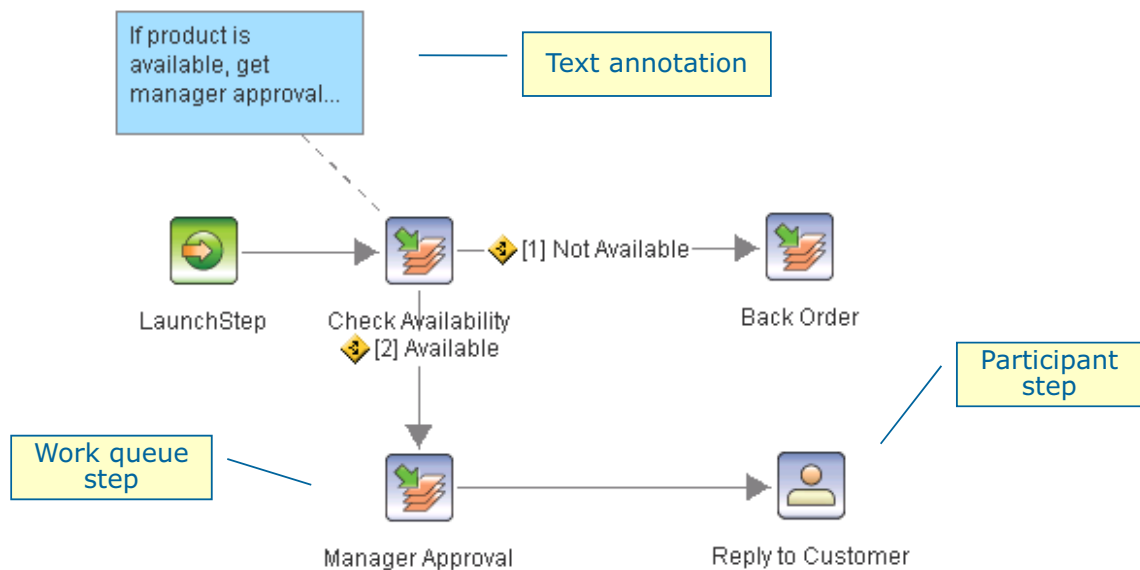 If product is
available, get
manager approval...
Text annotation
[1] Not Available
LaunchStep
Check Availability
Back Order
[2] Available
Participant
step
Work queue
step
Manager Approval
Reply to Customer